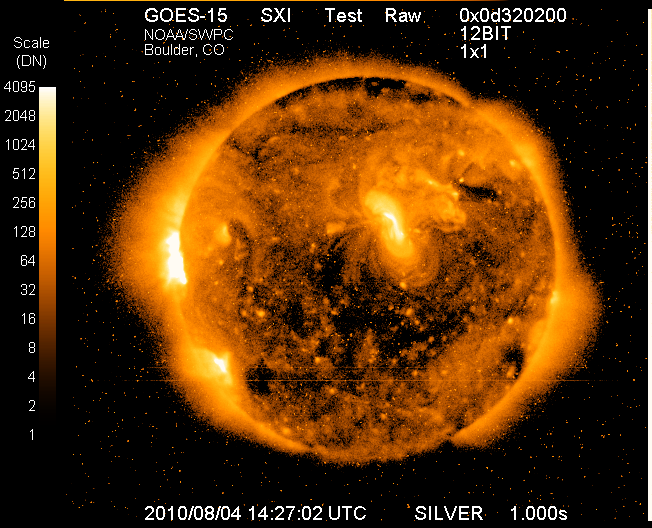 GOES-15 SXI Test Raw 0x0d320200
NOAA/SWPC 12BIT
Boulder, CO 1x1
Scale
(DN)
4095
2048
1024
512
256
128
64
32
16
8
4
2
1
2010/08/04 14:27:02 UTC SILVER 1.000s